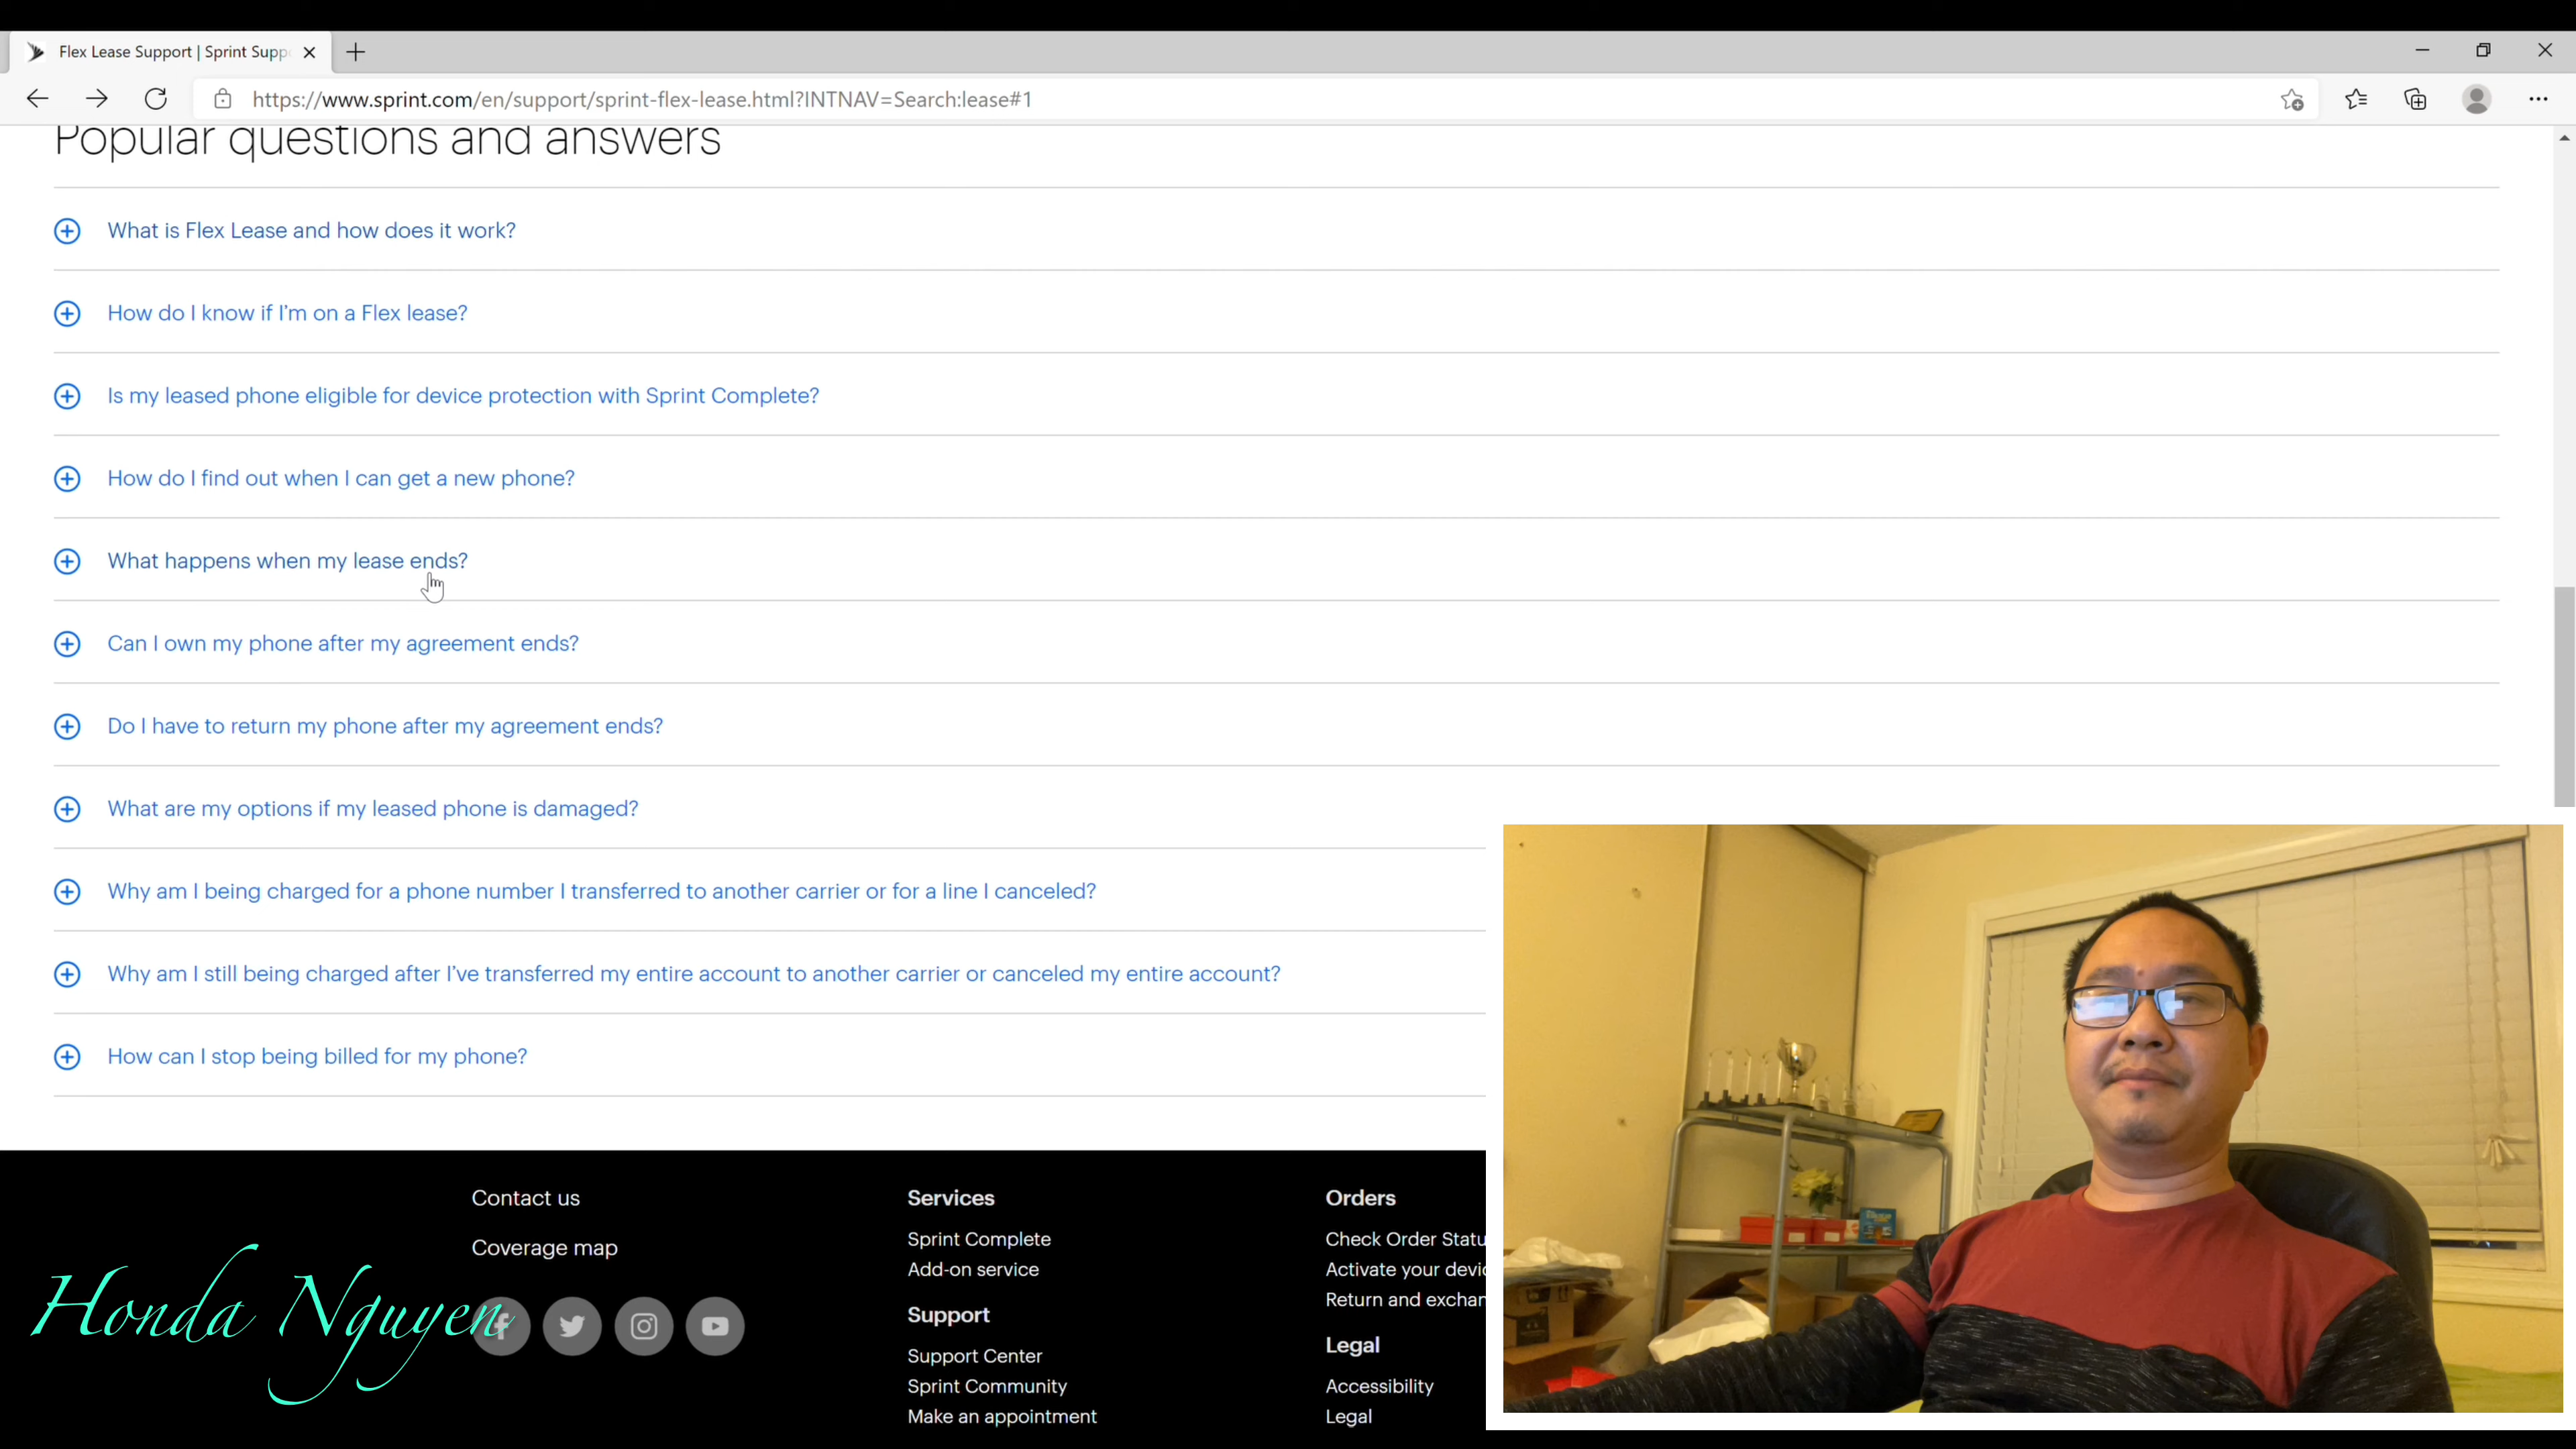 Flex Lease Support | Sprint Supp
https://www.sprint.com/en/support/sprint-flex-lease.html?INTNAV=Search:lease#1
Popular questions and answers
What is Flex Lease and how does it work?
How do I know if I'm on a Flex lease?
Is my leased phone eligible for device protection with Sprint Complete?
How do I find out when I can get a new phone?
What happens when my lease ends?
Can I own my phone after my agreement ends?
Do I have to return my phone after my agreement ends?
What are my options if my leased phone is damaged?
Why am I being charged for a phone number I transferred to another carrier or for a line I canceled?
Why am I still being charged after I've transferred my entire account to another carrier or canceled my entire account?
How can I stop being billed for my phone?
Contact us
Coverage map
Honda Nguyen
Services
Sprint Complete
Add-on service
Support
Support Center
Sprint Community
Make an appointment
Orders
Check Order Statu
Activate your devic
Return and exchan
Legal
Accessibility
Legal